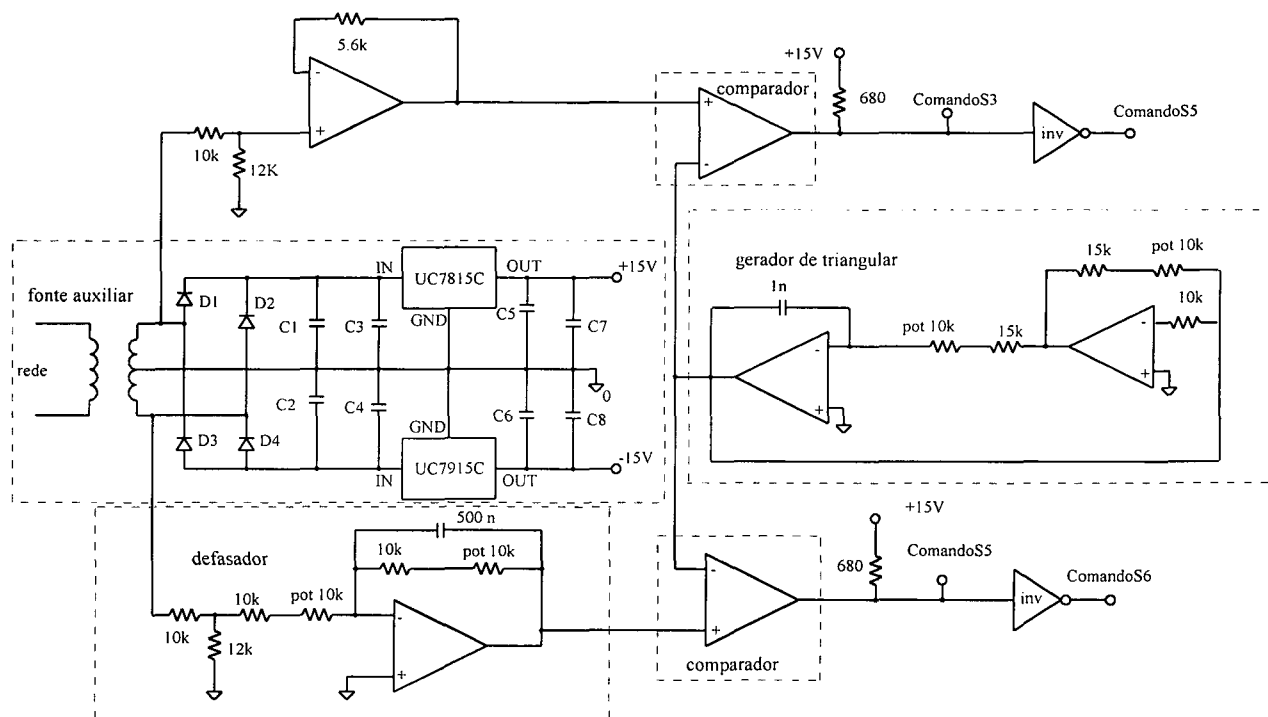 5.6k
-
+
10k
12K
comparador
+
-
+15V
680
ComandoS3
ComandoS5
inv
fonte auxiliar
rede
D1
D2
D3
D4
C1
C2
C3
C4
IN
UC7815C
OUT
GND
+15V
C5
C7
0
GND
C6
C8
IN
UC7915C
OUT
-15V
gerador de triangular
1n
-
+
pot 10k
15k
15k
pot 10k
10k
-
+
defasador
500 n
10k
pot 10k
10k
12k
10k
pot 10k
-
+
-
+
comparador
+15V
680
ComandoS5
inv
ComandoS6